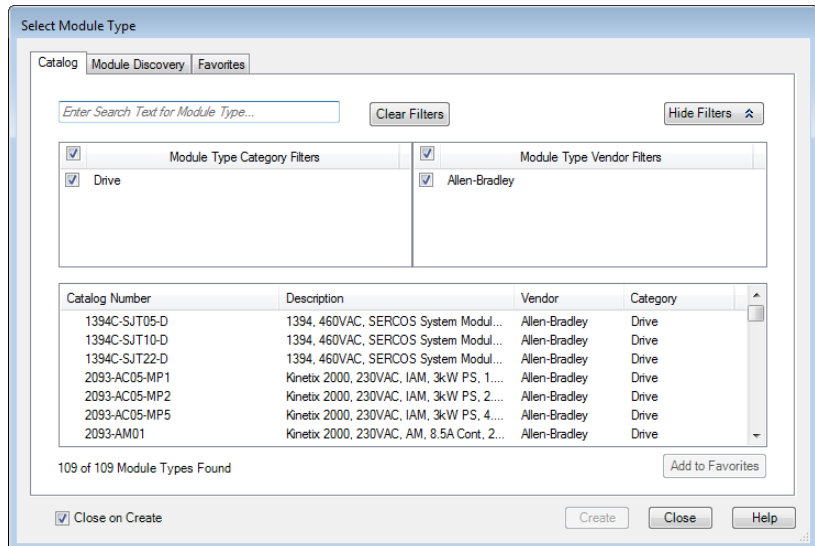 Select Module Type
Catalog Module Discovery Favorites
Enter Search Text for Module Type... Clear Filters Hide Filters
Module Type Category Filters Module Type Vendor Filters
Drive Allen-Bradley
Catalog Number Description Vendor Category
1394C-SJT05-D 1394, 460VAC, SERCOS System Modul... Allen-Bradley Drive
1394C-SJT10-D 1394, 460VAC, SERCOS System Modul... Allen-Bradley Drive
1394C-SJT22-D 1394, 460VAC, SERCOS System Modul... Allen-Bradley Drive
2093-AC05-MP1 Kinetix 2000, 230VAC, IAM, 3kW PS, 1.... Allen-Bradley Drive
2093-AC05-MP2 Kinetix 2000, 230VAC, IAM, 3kW PS, 2.... Allen-Bradley Drive
2093-AC05-MP5 Kinetix 2000, 230VAC, IAM, 3kW PS, 4.... Allen-Bradley Drive
2093-AM01 Kinetix 2000, 230VAC, AM, 8.5A Cont, 2... Allen-Bradley Drive
109 of 109 Module Types Found Add to Favorites
Close on Create Create Close Help